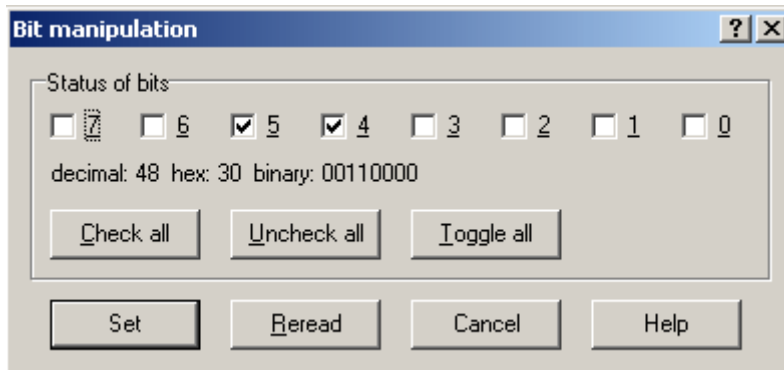 Bit manipulation
Status of bits
7 6 5 4 3 2 1 0
decimal: 48 hex: 30 binary: 00110000
Check all Uncheck all Toggle all
Set Reread Cancel Help